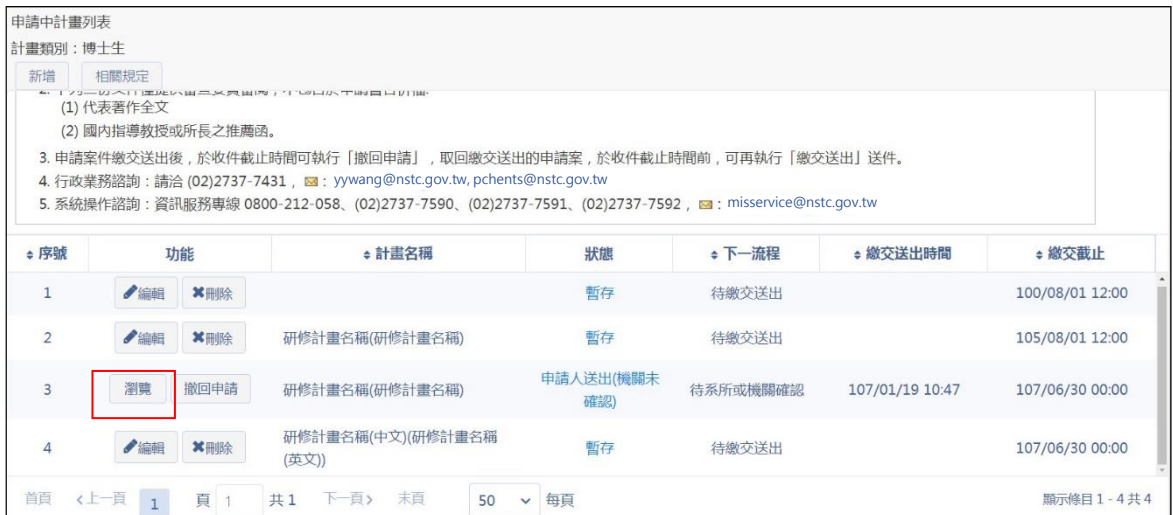 申請中計畫列表
計畫類別：博士生
新增 相關規定
(1) 代表著作全文
(2) 國內指導教授或所長之推薦函。
3. 申請案件繳交送出後，於收件截止時間可執行「撤回申請」，取回繳交送出的申請案，於收件截止時間前，可再執行「繳交送出」送件。
4. 行政業務諮詢：請洽 (02)2737-7431， ：yywang@nstc.gov.tw, pchents@nstc.gov.tw
5. 系統操作諮詢：資訊服務專線 0800-212-058、(02)2737-7590、(02)2737-7591、(02)2737-7592， ：misservice@nstc.gov.tw
序號 功能 計畫名稱 狀態 下一流程 繳交送出時間 繳交截止
1 編輯 刪除 暫存 待繳交送出 100/08/01 12:00
2 編輯 刪除 研修計畫名稱(研修計畫名稱) 暫存 待繳交送出 105/08/01 12:00
3 瀏覽 撤回申請 研修計畫名稱(研修計畫名稱) 申請人送出(機關未 待系所或機關確認 107/01/19 10:47 107/06/30 00:00
確認)
4 編輯 刪除 研修計畫名稱(中文)(研修計畫名稱 暫存 待繳交送出 107/06/30 00:00
(英文))
首頁 上一頁 1 頁 1 共 1 下一頁 末頁 50 每頁 顯示條目 1 - 4 共 4